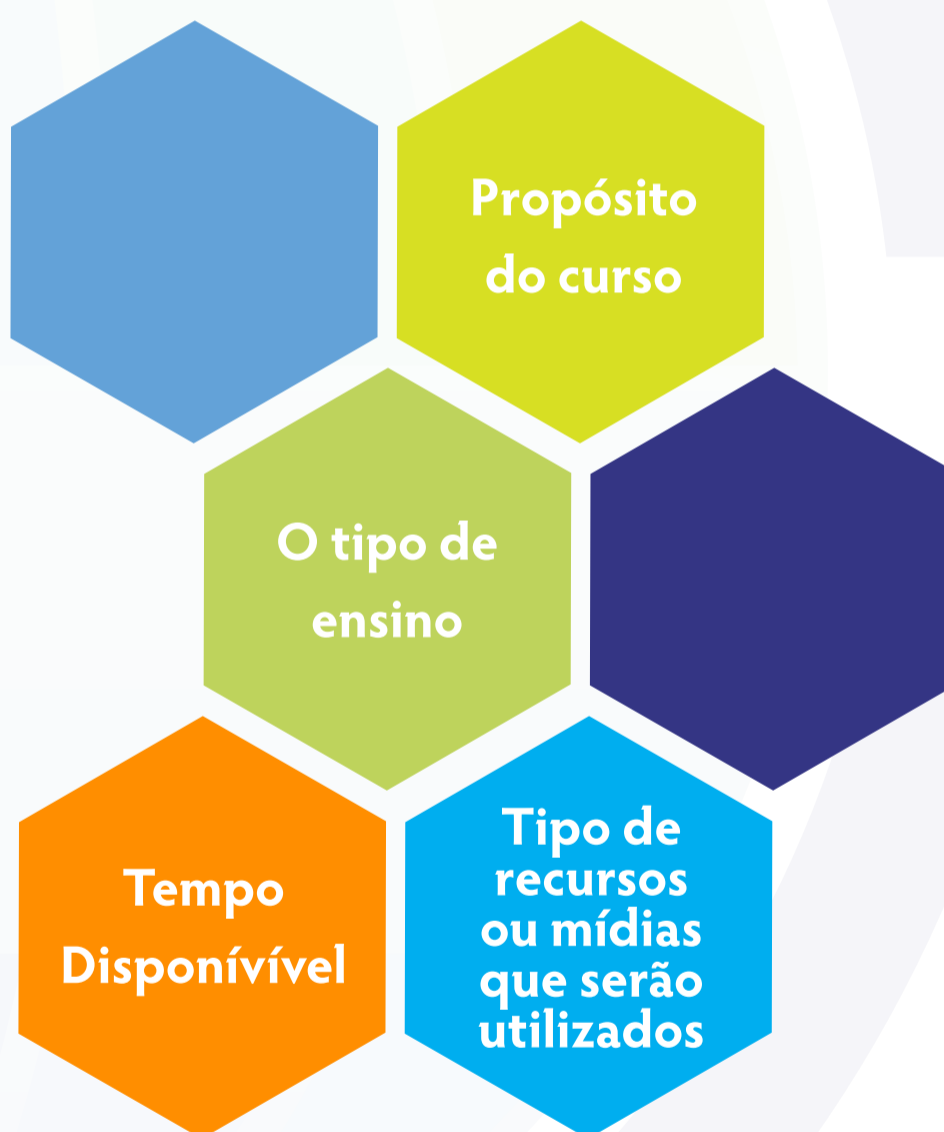 Propósito
do curso
O tipo de
ensino
Tempo
Disponívível
Tipo de
recursos
ou mídias
que serão
utilizados